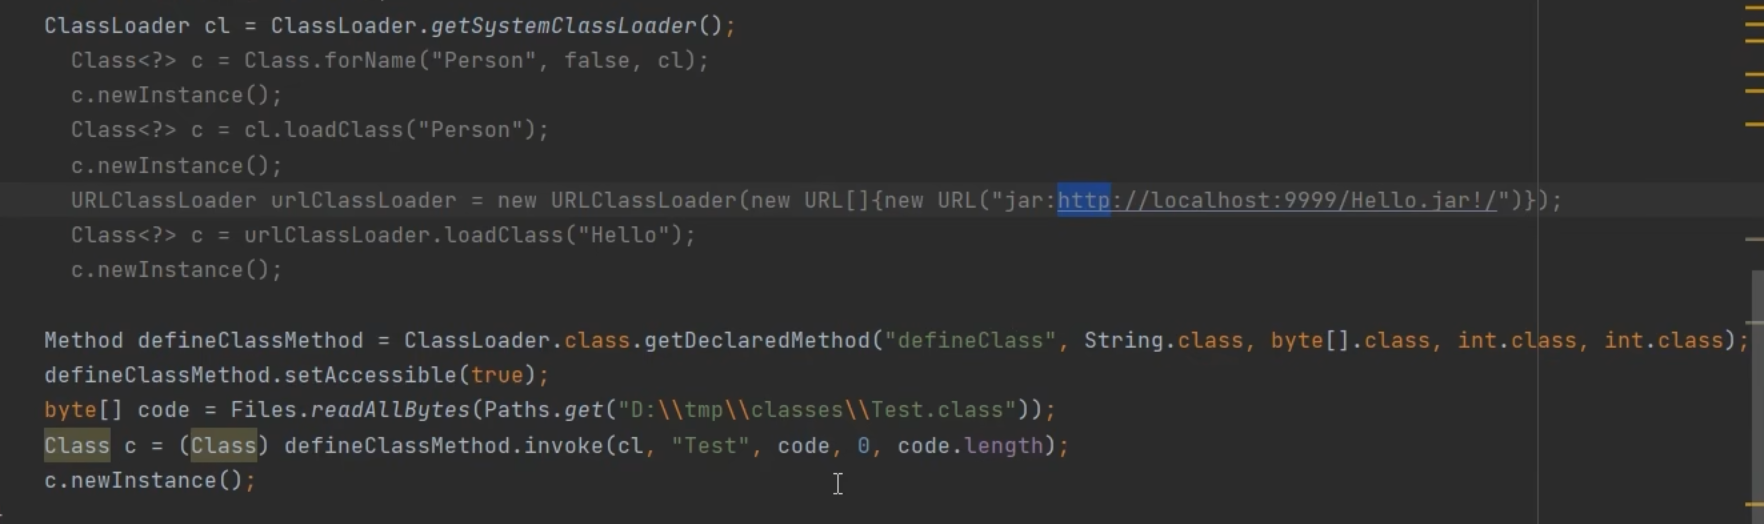 ClassLoader cl = ClassLoader.getSystemClassLoader();
Class<?> c = Class.forName("Person", false, cl);
c.newInstance();
Class<?> c = cl.loadClass("Person");
c.newInstance();
URLClassLoader urlClassLoader = new URLClassLoader(new URL[]{new URL("jar:http://localhost:9999/Hello.jar!/")});
Class<?> c = urlClassLoader.loadClass("Hello");
c.newInstance();
Method defineClassMethod = ClassLoader.class.getDeclaredMethod("defineClass", String.class, byte[].class, int.class, int.class);
defineClassMethod.setAccessible(true);
byte[] code = Files.readAllBytes(Paths.get("D:\\tmp\\classes\\Test.class"));
Class c = (Class) defineClassMethod.invoke(cl, "Test", code, 0, code.length);
c.newInstance();